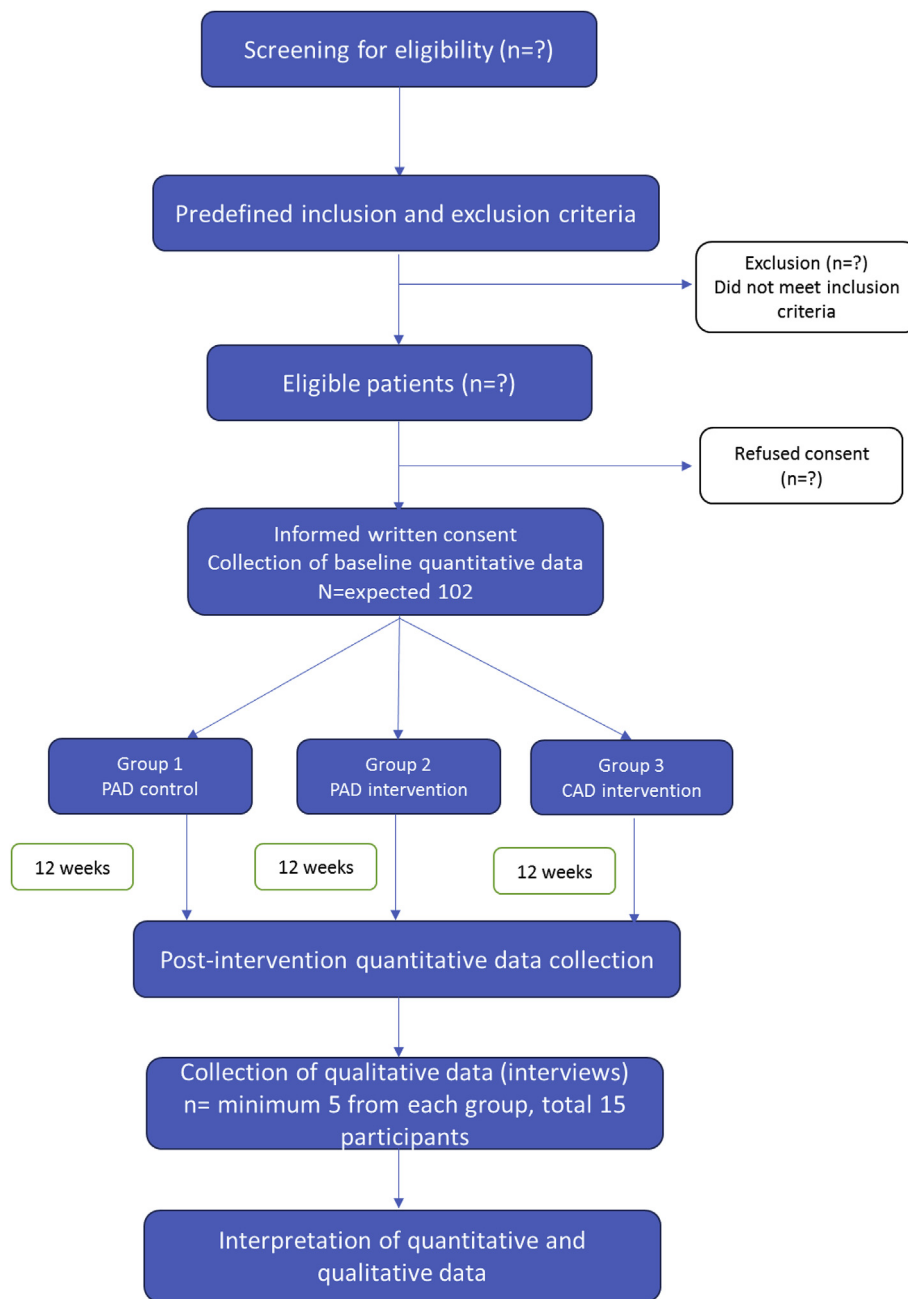 Screening for eligibility (n=?)
Predefined inclusion and exclusion criteria
Exclusion (n=?)
Did not meet inclusion
criteria
Eligible patients (n=?)
Refused consent
(n=?)
Informed written consent
Collection of baseline quantitative data
N=expected 102
Group 1
PAD control
Group 2
PAD intervention
Group 3
CAD intervention
12 weeks
12 weeks
12 weeks
Post-intervention quantitative data collection
Collection of qualitative data (interviews)
n= minimum 5 from each group, total 15
participants
Interpretation of quantitative and
qualitative data